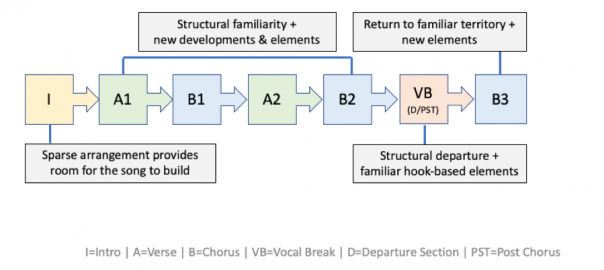 Structural familiarity +
new developments & elements
Return to familiar territory +
new elements
I
A1
B1
A2
B2
VB
(D/PST)
B3
Sparse arrangement provides
room for the song to build
Structural departure +
familiar hook-based elements
I=Intro | A=Verse | B=Chorus | VB=Vocal Break | D=Departure Section | PST=Post Chorus